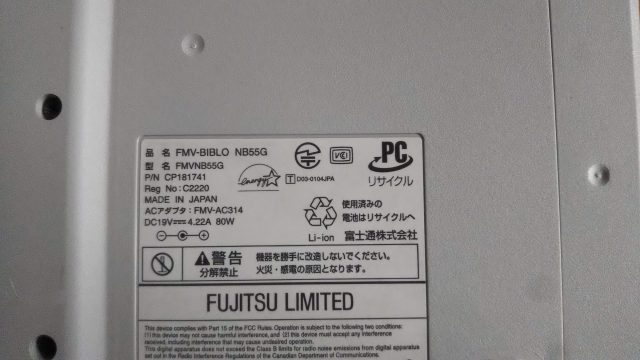 品 名 FMV-BIBLO NB55G
型 名 FMVNB55G
P/N CP181741
Reg No : C2220
MADE IN JAPAN
ACアダプタ : FMV-AC314
DC19V 4.22A 80W
energy
T D03-0104JPA
VCCI
PC
リサイクル
使用済みの
電池はリサイクルへ
Li-ion 富士通株式会社
警告
分解禁止
機器を勝手に改造しないでください。
火災・感電の原因となります。
FUJITSU LIMITED
This device complies with Part 15 of the FCC Rules. Operation is subject to the following two conditions:
(1) this device may not cause harmful interference, and (2) this device must accept any interference
received, including interference that may cause undesired operation.
This digital apparatus does not exceed the Class B limits for radio noise emissions from digital apparatus
set out in the Radio Interference Regulations of the Canadian Department of Communications.